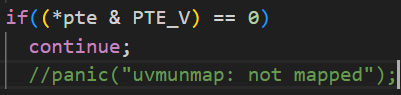 if((*pte & PTE_V) == 0)
continue;
//panic("uvmunmap: not mapped");